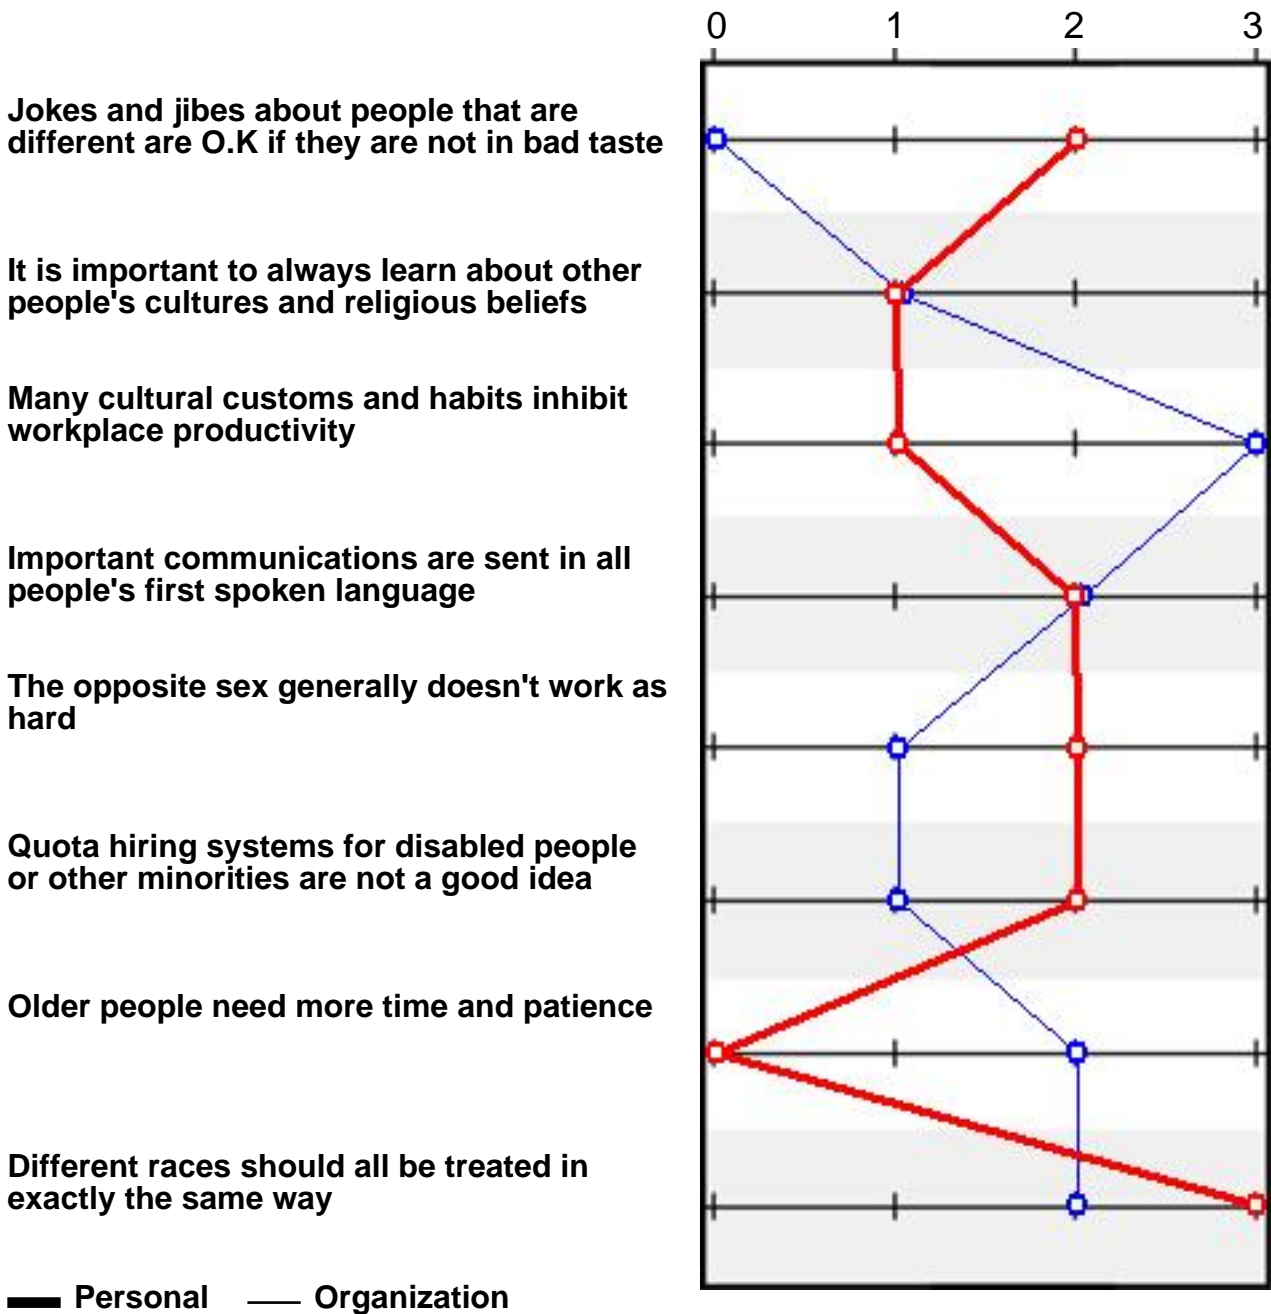 0 1 2 3
Jokes and jibes about people that are
different are O.K if they are not in bad taste
It is important to always learn about other
people's cultures and religious beliefs
Many cultural customs and habits inhibit
workplace productivity
Important communications are sent in all
people's first spoken language
The opposite sex generally doesn't work as
hard
Quota hiring systems for disabled people
or other minorities are not a good idea
Older people need more time and patience
Different races should all be treated in
exactly the same way
Personal Organization